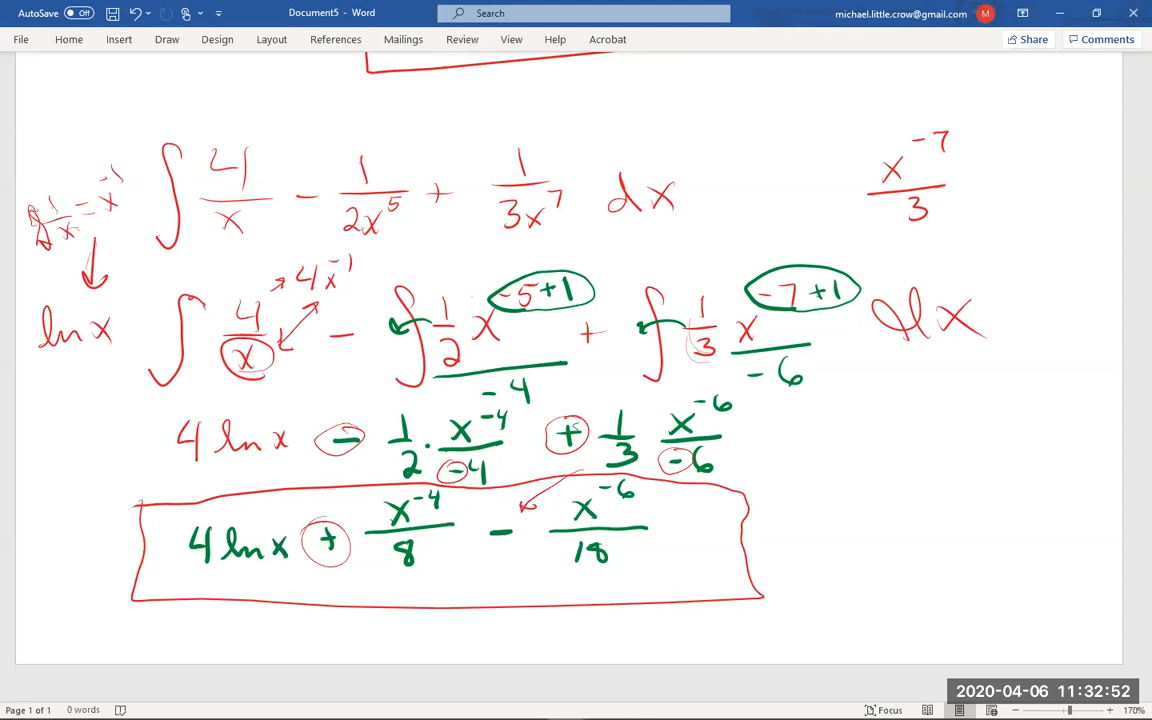 AutoSave Off Document5 - Word Search michael.little.crow@gmail.com M
File Home Insert Draw Design Layout References Mailings Review View Help Acrobat Share Comments
∫ 4/x - 1/2x^5 + 1/3x^7 dx
x^-7/3
1/x = x^-1
4x^-1
ln x
∫ 4/x - ∫ 1/2 x^-5+1/-4 + ∫ 1/3 x^-7+1/-6 dx
4 ln x - 1/2 · x^-4/-4 + 1/3 x^-6/-6
4 ln x + x^-4/8 - x^-6/18
2020-04-06 11:32:52
Page 1 of 1 0 words Focus 170%